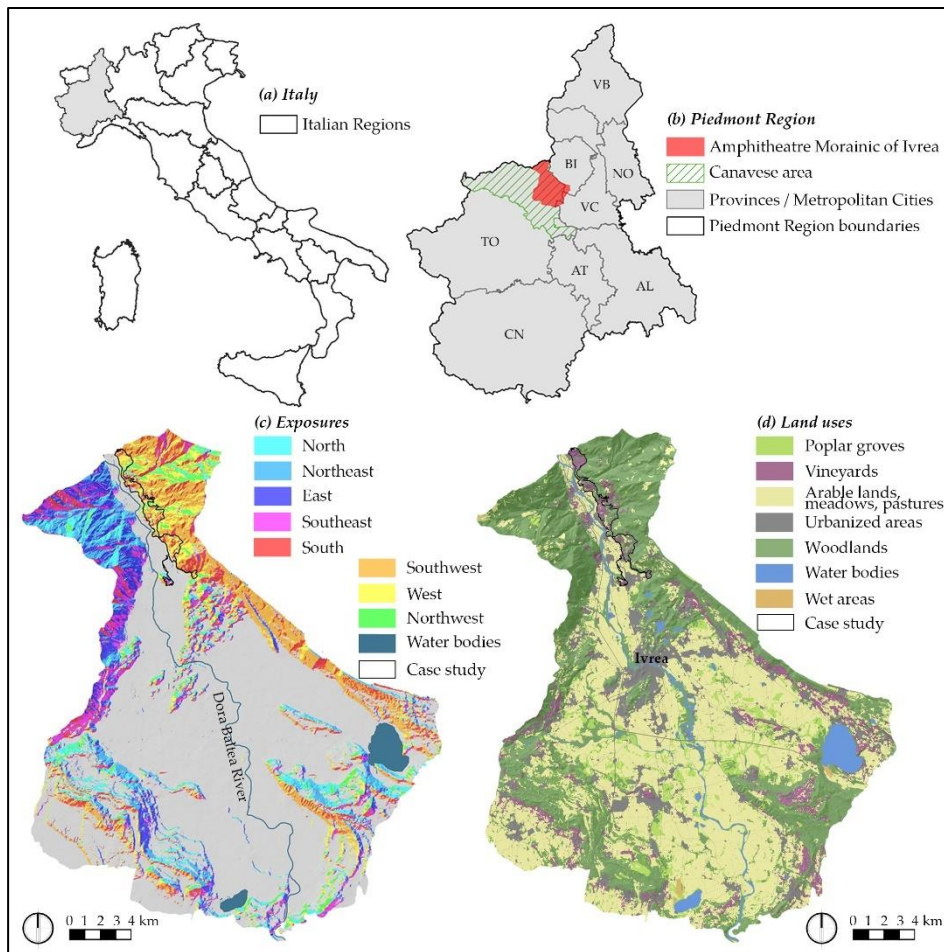 (a) Italy
Italian Regions
(b) Piedmont Region
Amphitheatre Morainic of Ivrea
Canavese area
Provinces / Metropolitan Cities
Piedmont Region boundaries
VB
BI
NO
VC
TO
AT
AL
CN
(c) Exposures
North
Northeast
East
Southeast
South
Southwest
West
Northwest
Water bodies
Case study
Dora Baltea River
0 1 2 3 4 km
(d) Land uses
Poplar groves
Vineyards
Arable lands,
meadows, pastures
Urbanized areas
Woodlands
Water bodies
Wet areas
Case study
Ivrea
0 1 2 3 4 km